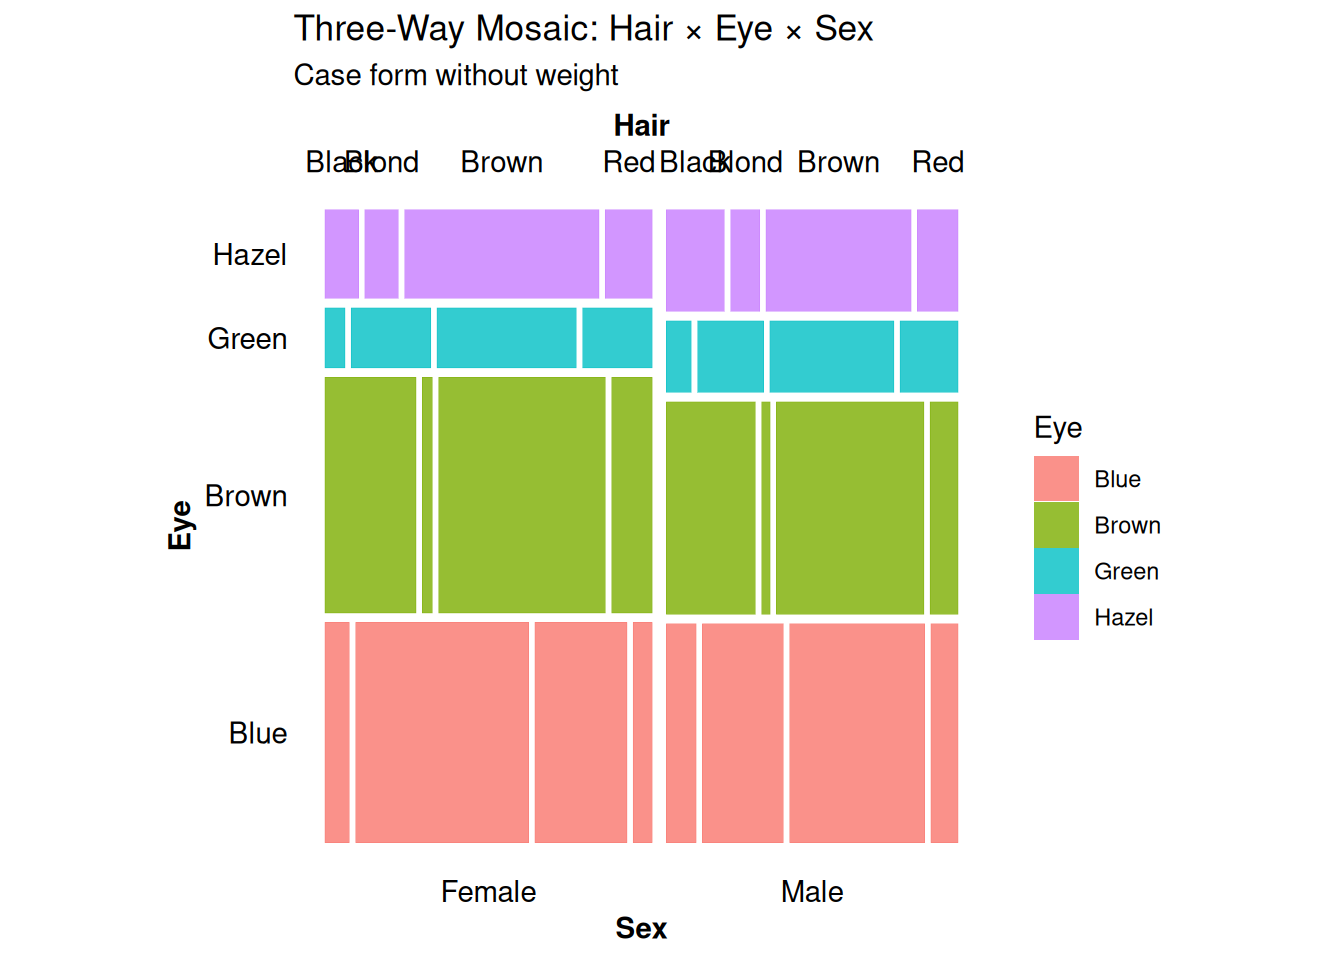 Three-Way Mosaic: Hair × Eye × Sex
Case form without weight
Hair
Black Blond Brown Red Black Blond Brown Red
Hazel
Green
Brown
Blue
Eye
Eye
Blue
Brown
Green
Hazel
Female Male
Sex